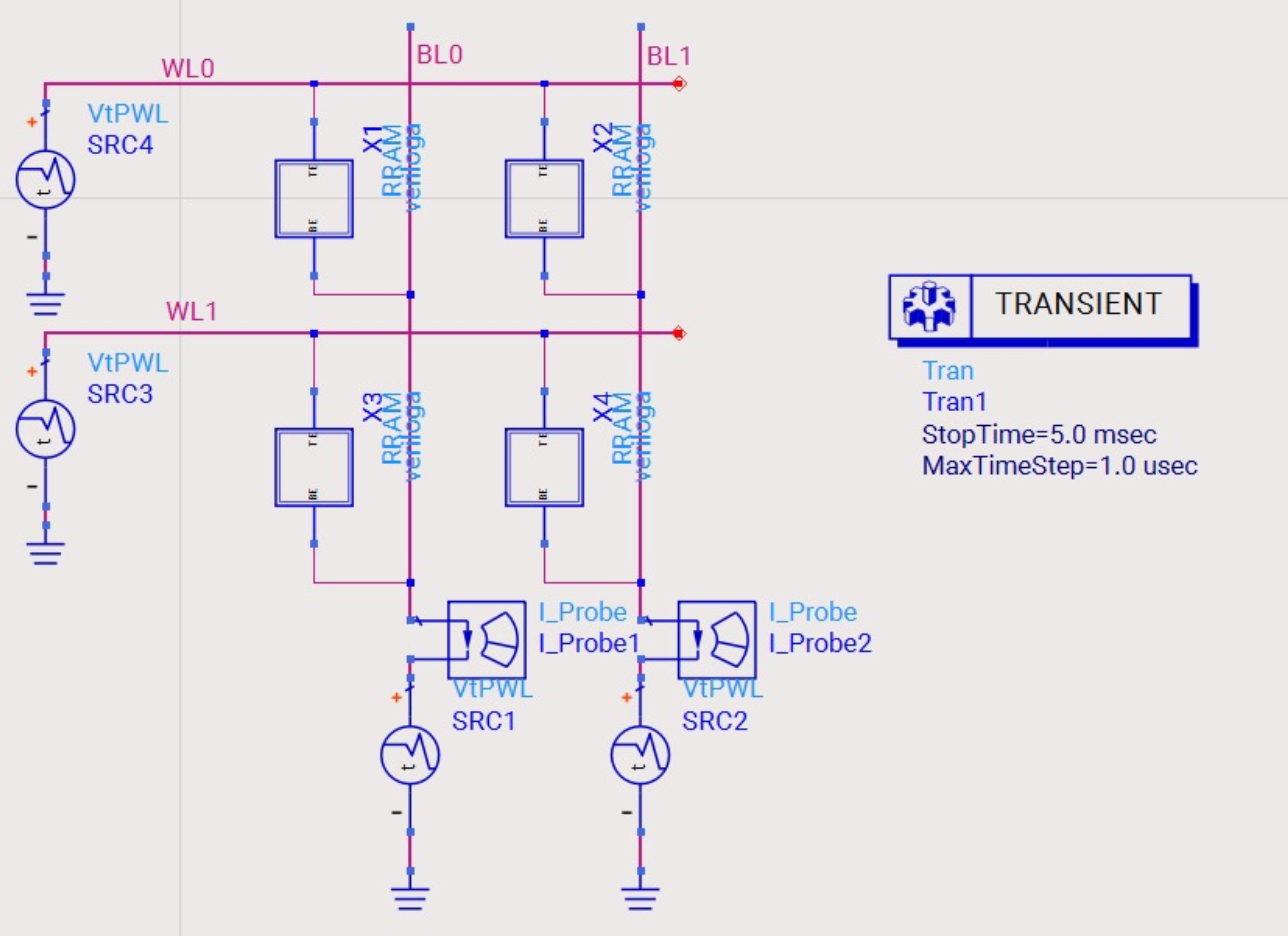 WL0
BL0
BL1
VtPWL
SRC4
+
t
-
TE
BE
X1
RRAM
veriloga
TE
BE
X2
RRAM
veriloga
WL1
VtPWL
SRC3
+
t
-
TE
BE
X3
RRAM
veriloga
TE
BE
X4
RRAM
veriloga
TRANSIENT
Tran
Tran1
StopTime=5.0 msec
MaxTimeStep=1.0 usec
I_Probe
I_Probe1
I_Probe
I_Probe2
VtPWL
SRC1
+
t
-
VtPWL
SRC2
+
t
-